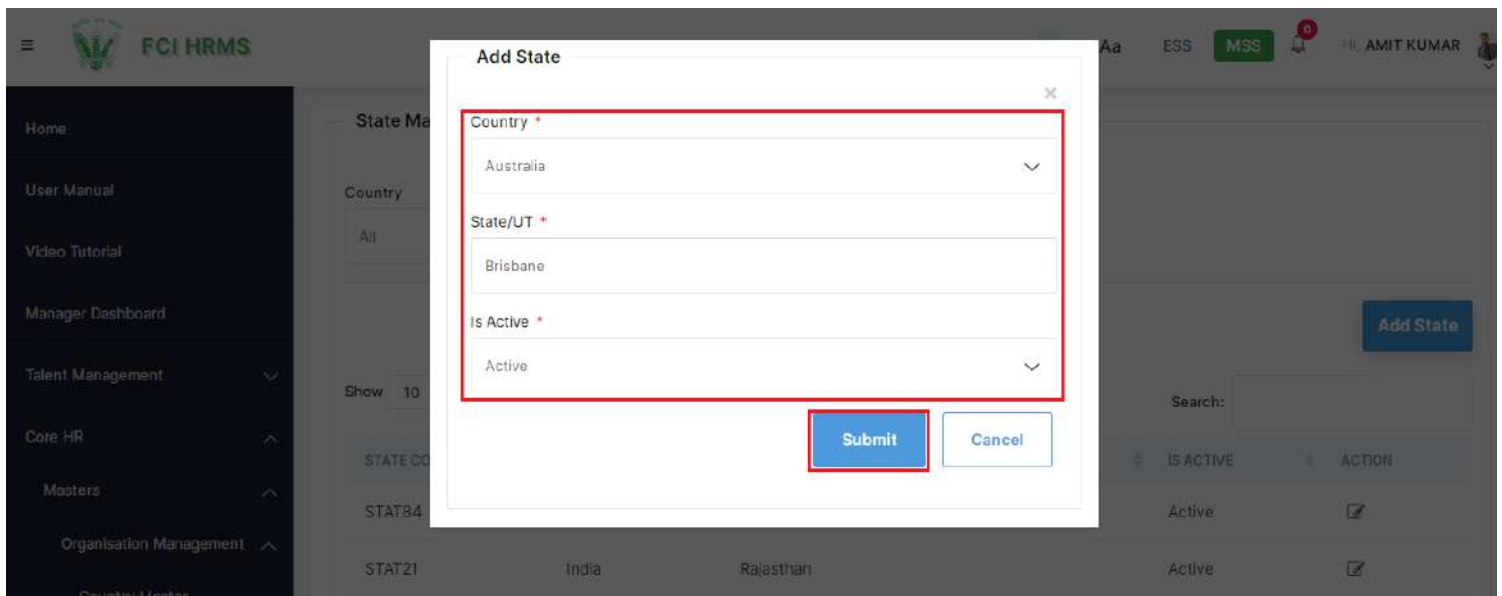 FCI HRMS
Aa ESS MSS 0 Hi, AMIT KUMAR
Home
User Manual
Video Tutorial
Manager Dashboard
Talent Management
Core HR
Masters
Organisation Management
Country Master
State Ma
Country
All
Add State
Show 10
Search:
STATE CO IS ACTIVE ACTION
STAT84 Active
STAT21 India Rajasthan Active
Add State
×
Country *
Australia
State/UT *
Brisbane
Is Active *
Active
Submit Cancel